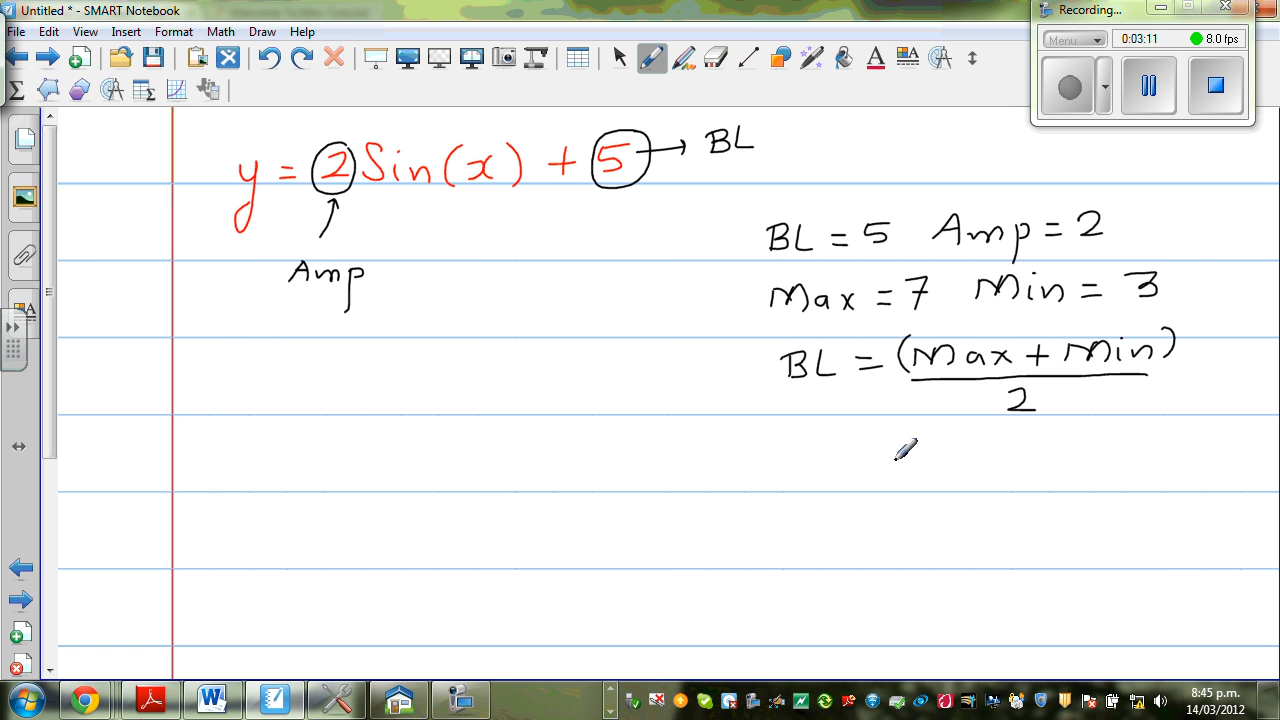 Untitled * - SMART Notebook
Recording...
File Edit View Insert Format Math Draw Help
Menu
0:03:11
8.0 fps
y = 2 Sin(x) + 5 → BL
Amp
BL = 5 Amp = 2
Max = 7 Min = 3
BL = (Max + Min)
2
8:45 p.m.
14/03/2012